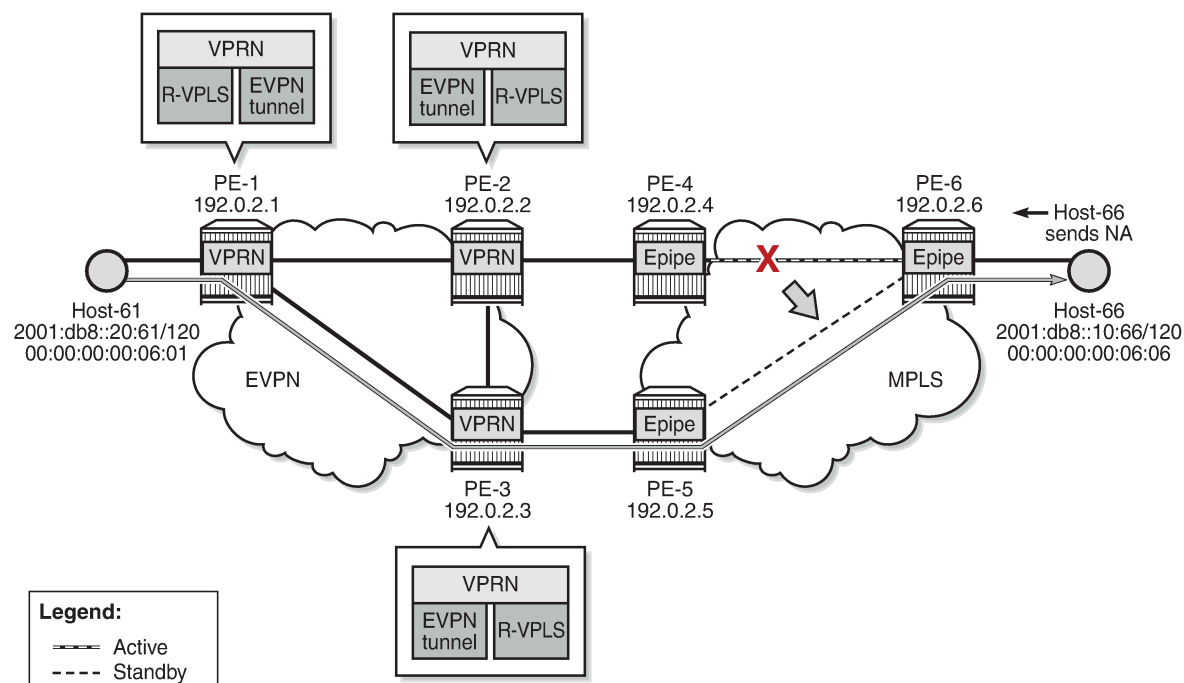 VPRN
R-VPLS
EVPN
tunnel
VPRN
EVPN
tunnel
R-VPLS
PE-1
192.0.2.1
PE-2
192.0.2.2
PE-4
192.0.2.4
PE-6
192.0.2.6
Host-66
sends NA
VPRN
VPRN
Epipe
X
Epipe
Host-61
2001:db8::20:61/120
00:00:00:00:06:01
Host-66
2001:db8::10:66/120
00:00:00:00:06:06
EVPN
MPLS
VPRN
Epipe
PE-3
192.0.2.3
PE-5
192.0.2.5
VPRN
EVPN
tunnel
R-VPLS
Legend:
Active
Standby